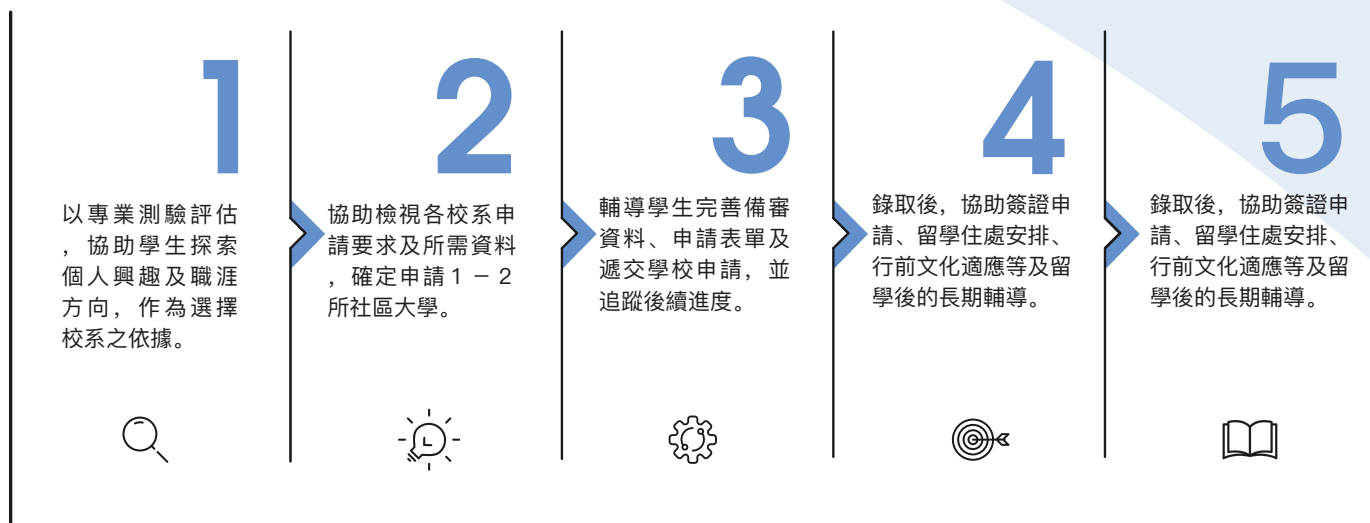 1
以專業測驗評估
，協助學生探索
個人興趣及職涯
方向，作為選擇
校系之依據。
2
協助檢視各校系申
請要求及所需資料
，確定申請１－２
所社區大學。
3
輔導學生完善備審
資料、申請表單及
遞交學校申請，並
追蹤後續進度。
4
錄取後，協助簽證申
請、留學住處安排、
行前文化適應等及留
學後的長期輔導。
5
錄取後，協助簽證申
請、留學住處安排、
行前文化適應等及留
學後的長期輔導。